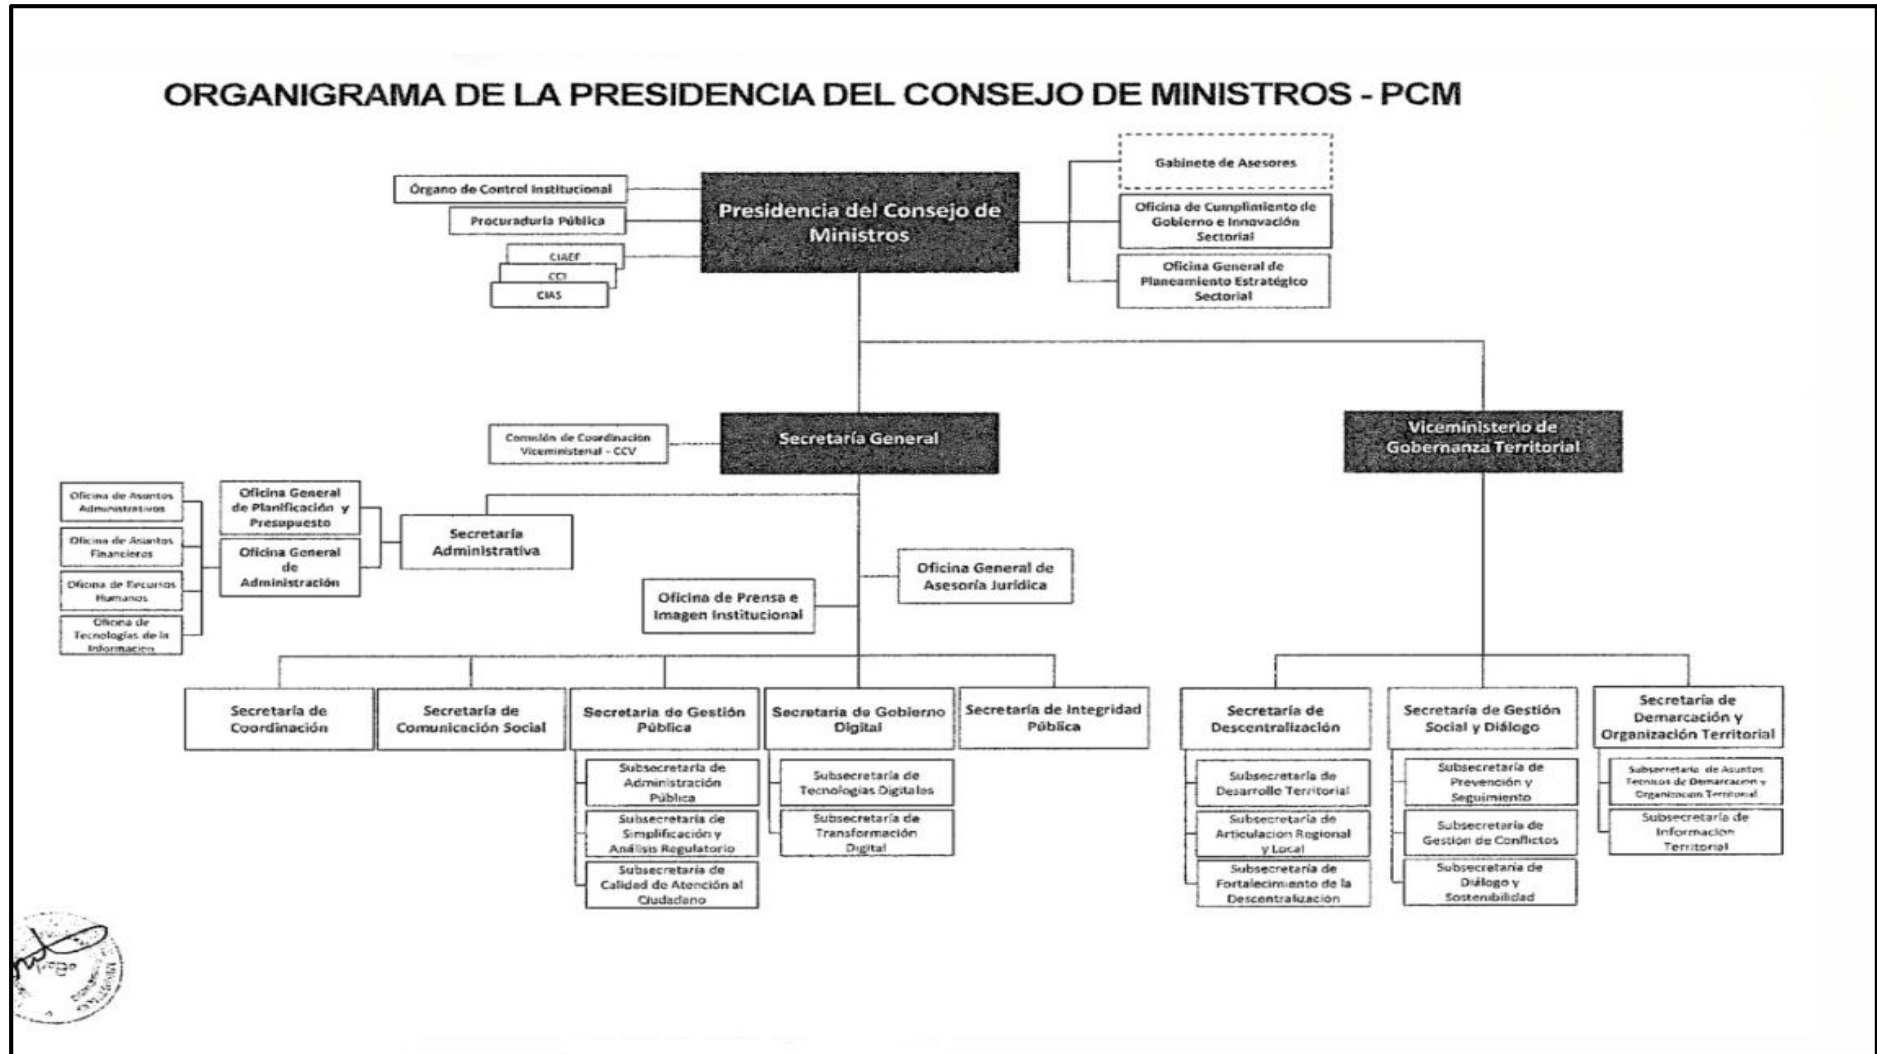 ORGANIGRAMA DE LA PRESIDENCIA DEL CONSEJO DE MINISTROS - PCM
Órgano de Control Institucional
Procuraduría Pública
CIAEF
CCI
CIAS
Presidencia del Consejo de
Ministros
Gabinete de Asesores
Oficina de Cumplimiento de
Gobierno e Innovación
Sectorial
Oficina General de
Planeamiento Estratégico
Sectorial
Comisión de Coordinación
Viceministerial - CCV
Secretaría General
Viceministerio de
Gobernanza Territorial
Oficina de Asuntos
Administrativos
Oficina de Asuntos
Financieros
Oficina de Recursos
Humanos
Oficina de
Tecnologías de la
Información
Oficina General
de Planificación y
Presupuesto
Oficina General
de
Administración
Secretaría
Administrativa
Oficina General de
Asesoría Jurídica
Oficina de Prensa e
Imagen Institucional
Secretaría de
Coordinación
Secretaría de
Comunicación Social
Secretaria de Gestión
Pública
Subsecretaría de
Administración
Pública
Subsecretaría de
Simplificación y
Análisis Regulatorio
Subsecretaría de
Calidad de Atención al
Ciudadano
Secretaría de Gobierno
Digital
Subsecretaría de
Tecnologías Digitales
Subsecretaría de
Transformación
Digital
Secretaría de Integridad
Pública
Secretaría de
Descentralización
Subsecretaría de
Desarrollo Territorial
Subsecretaría de
Articulacion Regional
y Local
Subsecretaría de
Fortalecimiento de la
Descentralización
Secretaría de Gestión
Social y Diálogo
Subsecretaría de
Prevención y
Seguimiento
Subsecretaría de
Gestión de Conflictos
Subsecretaría de
Diálogo y
Sostenibilidad
Secretaría de
Demarcación y
Organización Territorial
Subsecretaría de Asuntos
Técnicos de Demarcación y
Organización Territorial
Subsecretaría de
Información
Territorial